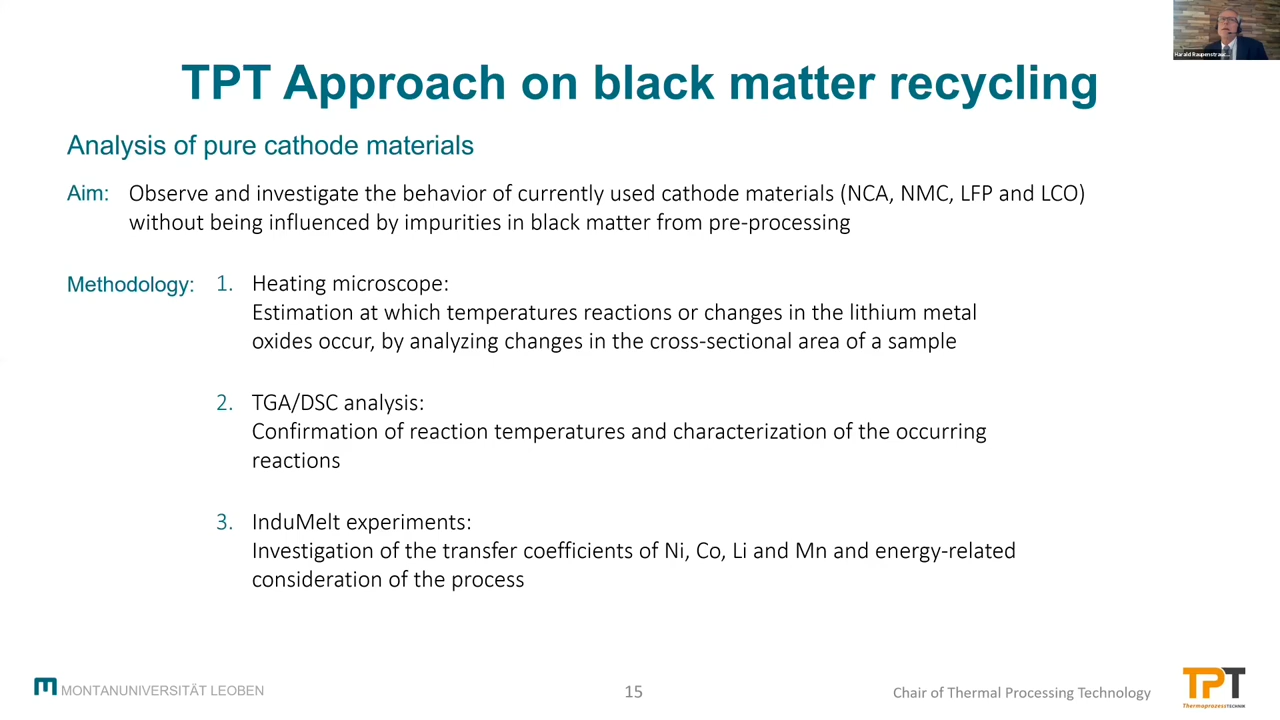 Harald Raupenstrauc...
TPT Approach on black matter recycling
Analysis of pure cathode materials
Aim: Observe and investigate the behavior of currently used cathode materials (NCA, NMC, LFP and LCO)
without being influenced by impurities in black matter from pre-processing
Methodology: 1. Heating microscope:
Estimation at which temperatures reactions or changes in the lithium metal
oxides occur, by analyzing changes in the cross-sectional area of a sample
2. TGA/DSC analysis:
Confirmation of reaction temperatures and characterization of the occurring
reactions
3. InduMelt experiments:
Investigation of the transfer coefficients of Ni, Co, Li and Mn and energy-related
consideration of the process
MONTANUNIVERSITÄT LEOBEN
15
Chair of Thermal Processing Technology
TPT
ThermoprozessTECHNIK